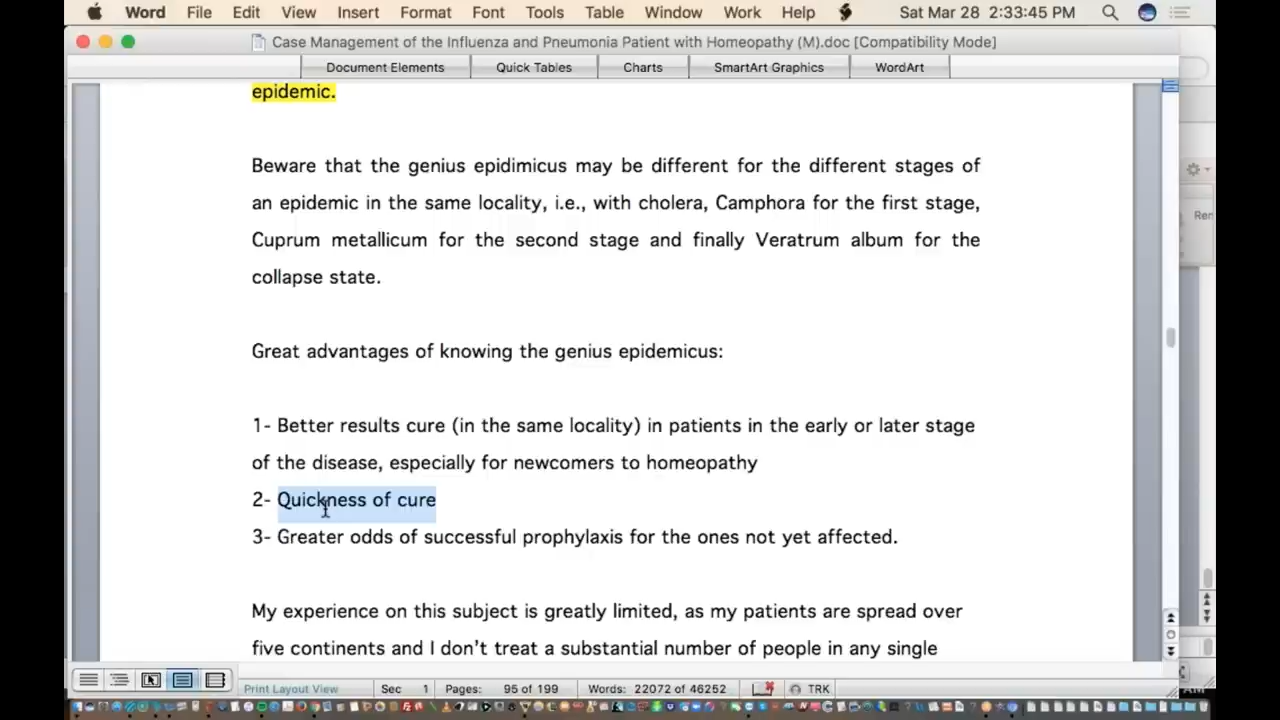 Word File Edit View Insert Format Font Tools Table Window Work Help Sat Mar 28 2:33:45 PM
Case Management of the Influenza and Pneumonia Patient with Homeopathy (M).doc [Compatibility Mode]
Document Elements Quick Tables Charts SmartArt Graphics WordArt
epidemic.
Beware that the genius epidimicus may be different for the different stages of
an epidemic in the same locality, i.e., with cholera, Camphora for the first stage,
Cuprum metallicum for the second stage and finally Veratrum album for the
collapse state.
Great advantages of knowing the genius epidemicus:
1- Better results cure (in the same locality) in patients in the early or later stage
of the disease, especially for newcomers to homeopathy
2- Quickness of cure
3- Greater odds of successful prophylaxis for the ones not yet affected.
My experience on this subject is greatly limited, as my patients are spread over
five continents and I don't treat a substantial number of people in any single
Print Layout View Sec 1 Pages: 95 of 199 Words: 22072 of 46252 TRK
Ren
AM